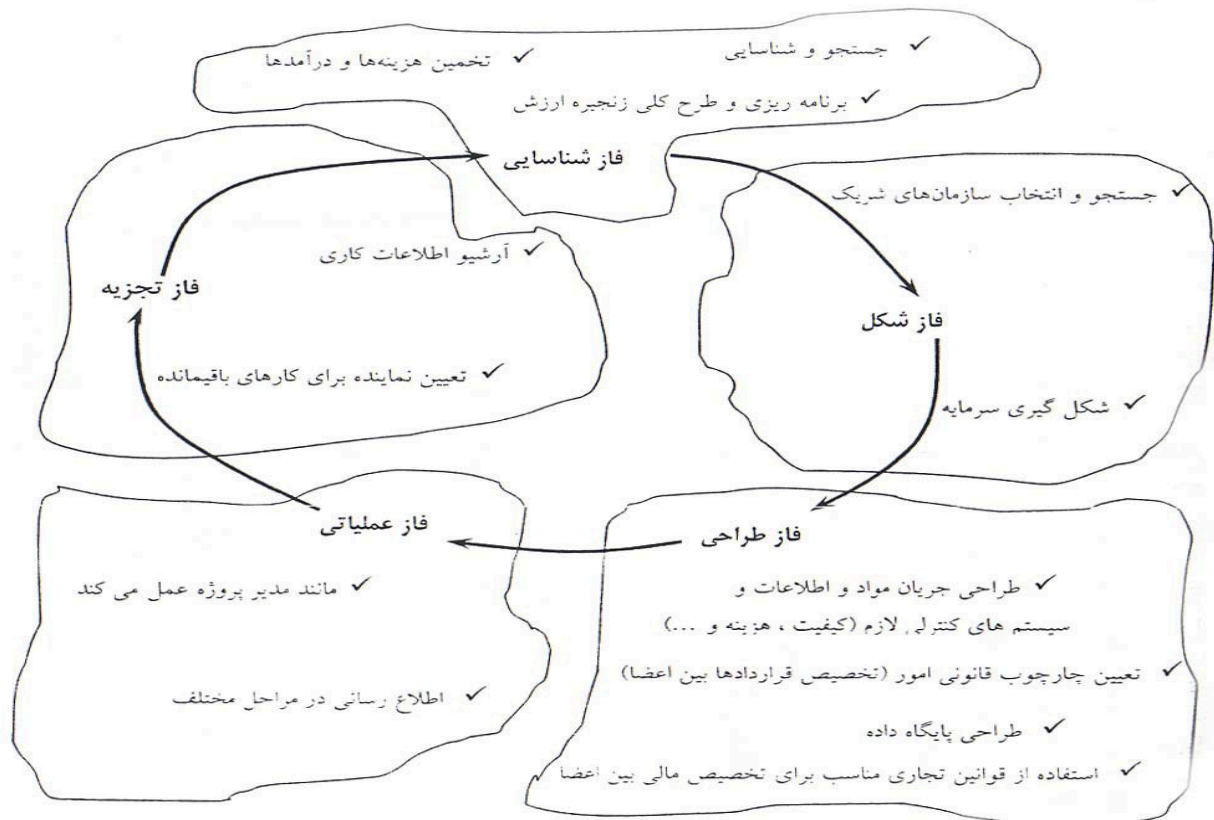 جستجو و شناسایی ✓
تخمین هزینه‌ها و درآمدها ✓
برنامه ریزی و طرح کلی زنجیره ارزش ✓
فاز شناسایی
جستجو و انتخاب سازمان‌های شریک ✓
فاز شکل
شکل گیری سرمایه ✓
فاز طراحی
طراحی جریان مواد و اطلاعات و ✓
سیستم های کنترلی لازم (کیفیت ، هزینه و ...)
تعیین چارچوب قانونی امور (تخصیص قراردادها بین اعضا) ✓
طراحی پایگاه داده ✓
استفاده از قوانین تجاری مناسب برای تخصیص مالی بین اعضا ✓
فاز عملیاتی
مانند مدیر پروژه عمل می کند ✓
اطلاع رسانی در مراحل مختلف ✓
فاز تجزیه
آرشیو اطلاعات کاری ✓
تعیین نماینده برای کارهای باقیمانده ✓